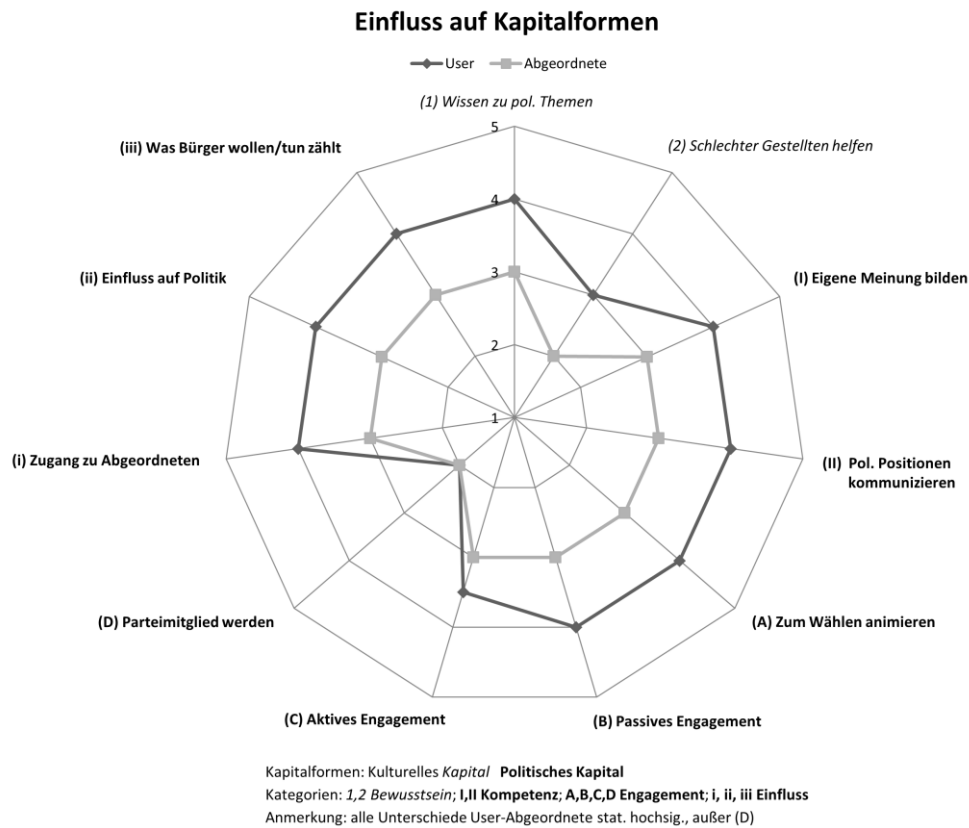 Einfluss auf Kapitalformen
User Abgeordnete
(1) Wissen zu pol. Themen
5
(iii) Was Bürger wollen/tun zählt
(2) Schlechter Gestellten helfen
4
(ii) Einfluss auf Politik
3
(I) Eigene Meinung bilden
2
1
(i) Zugang zu Abgeordneten
(II) Pol. Positionen
kommunizieren
(D) Parteimitglied werden
(A) Zum Wählen animieren
(C) Aktives Engagement
(B) Passives Engagement
Kapitalformen: Kulturelles Kapital Politisches Kapital
Kategorien: 1,2 Bewusstsein; I,II Kompetenz; A,B,C,D Engagement; i, ii, iii Einfluss
Anmerkung: alle Unterschiede User-Abgeordnete stat. hochsig., außer (D)